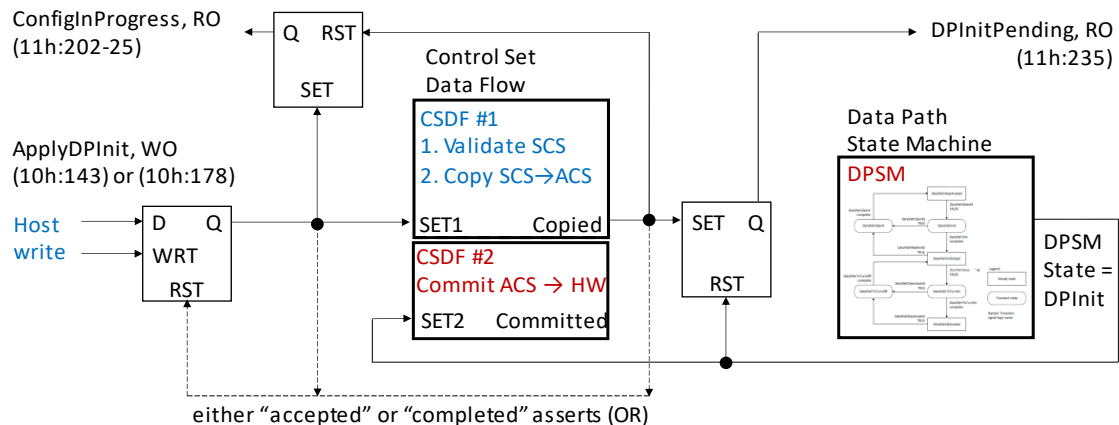 ConfigInProgress, RO
(11h:202-25)
Q RST
SET
DPInitPending, RO
(11h:235)
Control Set
Data Flow
CSDF #1
1. Validate SCS
2. Copy SCS→ACS
SET1 Copied
CSDF #2
Commit ACS → HW
SET2 Committed
ApplyDPInit, WO
(10h:143) or (10h:178)
Host
write
D Q
WRT
RST
SET Q
RST
Data Path
State Machine
DPSM
DPSM
State =
DPInit
either “accepted” or “completed” asserts (OR)